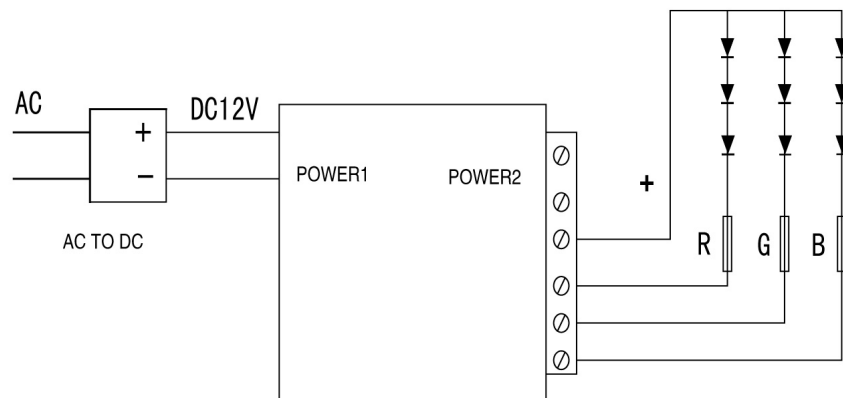 AC
DC12V
+
−
POWER1
POWER2
AC TO DC
+
R
G
B